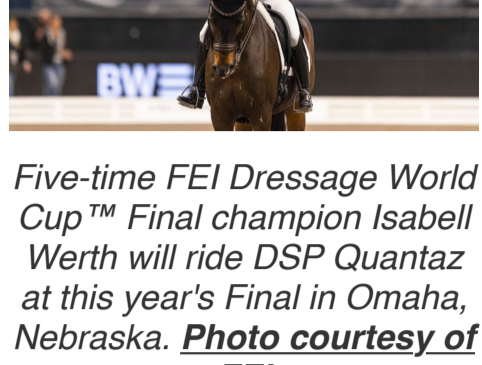 BW
Five-time FEI Dressage World
Cup™ Final champion Isabell
Werth will ride DSP Quantaz
at this year's Final in Omaha,
Nebraska. Photo courtesy of